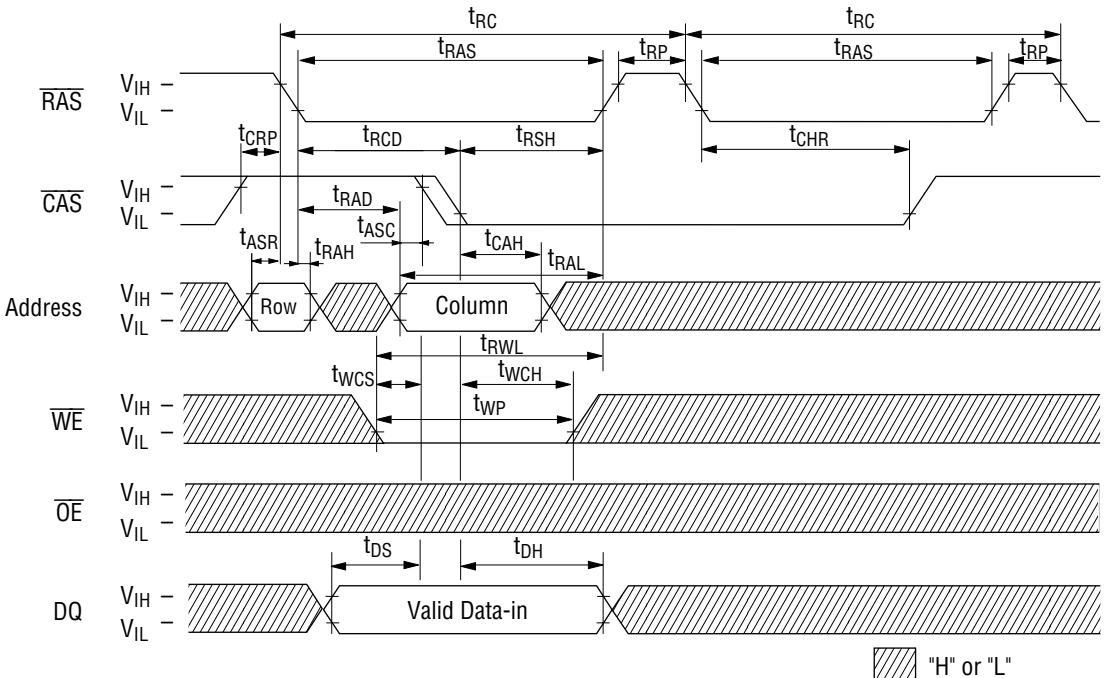 tRC tRC
tRAS tRP tRAS tRP
RAS VIH
VIL
tCRP tRCD tRSH tCHR
CAS VIH
VIL
tRAD
tASR tRAH tASC tCAH
tRAL
Address VIH
VIL
Row Column
tRWL
tWCS tWCH
tWP
WE VIH
VIL
OE VIH
VIL
tDS tDH
DQ VIH
VIL
Valid Data-in
"H" or "L"